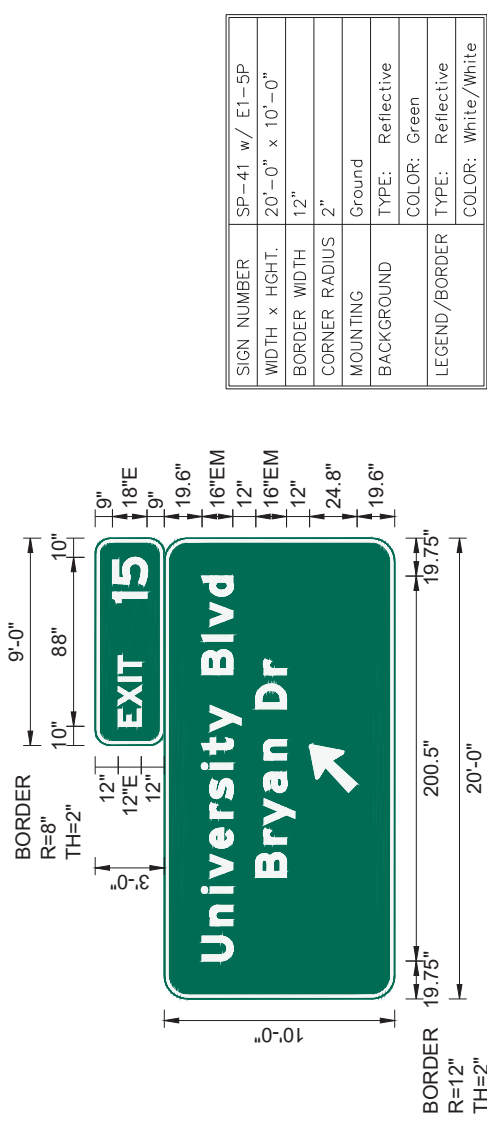 BORDER
R=8"
TH=2"
9'-0"
10" 88" 10"
12"
12"E
12"
3'-0"
EXIT 15
9"
18"E
9"
University Blvd
Bryan Dr
10'-0"
19.6"
16"EM
12"
16"EM
12"
24.8"
19.6"
19.75" 200.5" 19.75"
20'-0"
BORDER
R=12"
TH=2"
SIGN NUMBER SP-41 w/ E1-5P
WIDTH x HGHT. 20'-0" x 10'-0"
BORDER WIDTH 12"
CORNER RADIUS 2"
MOUNTING Ground
BACKGROUND TYPE: Reflective
COLOR: Green
LEGEND/BORDER TYPE: Reflective
COLOR: White/White